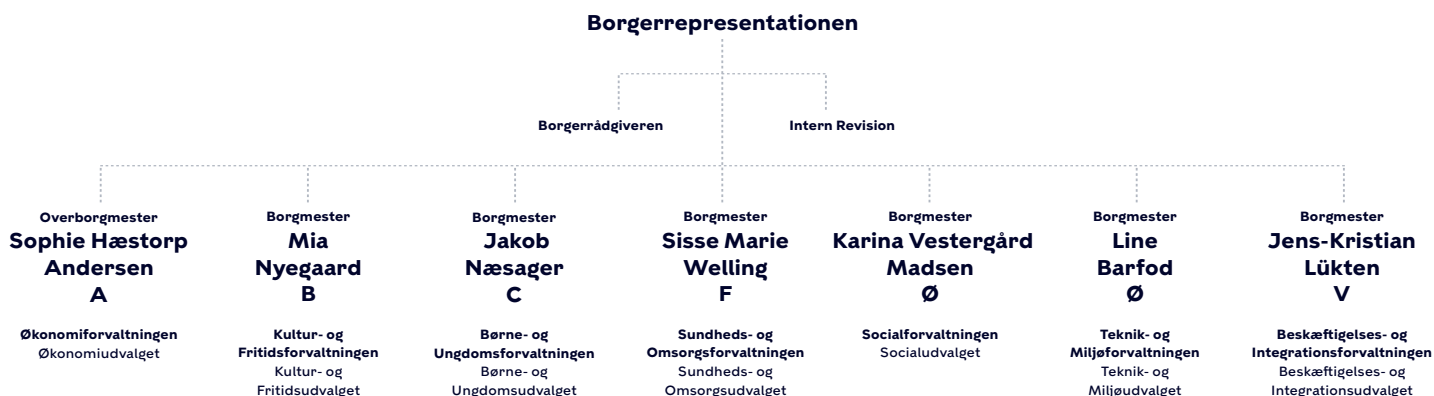 Borgerrepresentationen
Borgerrådgiveren
Intern Revision
Overborgmester
Sophie Hæstorp
Andersen
A
Økonomiforvaltningen
Økonomiudvalget
Borgmester
Mia
Nyegaard
B
Kultur- og
Fritidsforvaltningen
Kultur- og
Fritidsudvalget
Borgmester
Jakob
Næsager
C
Børne- og
Ungdomsforvaltningen
Børne- og
Ungdomsudvalget
Borgmester
Sisse Marie
Welling
F
Sundheds- og
Omsorgsforvaltningen
Sundheds- og
Omsorgsudvalget
Borgmester
Karina Vestergård
Madsen
Ø
Socialforvaltningen
Socialudvalget
Borgmester
Line
Barfod
Ø
Teknik- og
Miljøforvaltningen
Teknik- og
Miljøudvalget
Borgmester
Jens-Kristian
Lükten
V
Beskæftigelses- og
Integrationsforvaltningen
Beskæftigelses- og
Integrationsudvalget